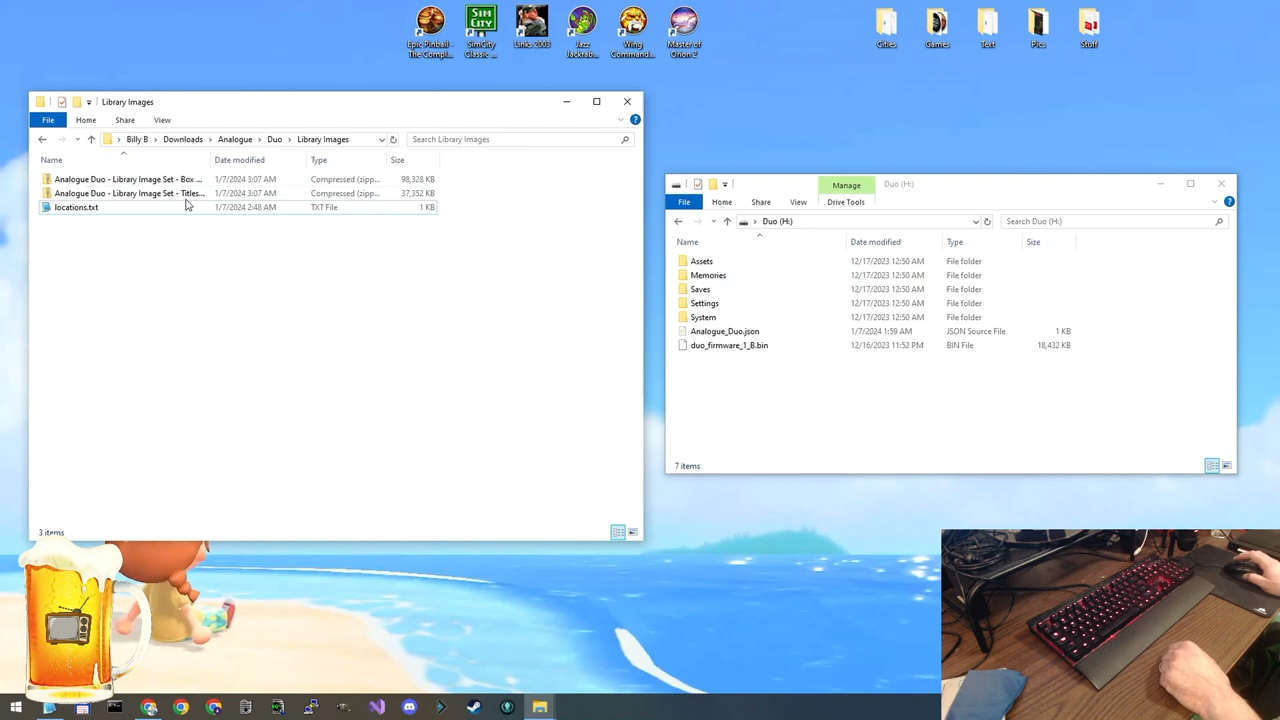 Epic Pinball - The Compl...
SimCity Classic ...
Links 2003
Jazz Jackrab...
Wing Command...
Master of Orion 2
Cities
Games
Text
Pics
Stuff
SIM CITY
Library Images
File Home Share View
Billy B Downloads Analogue Duo Library Images
Search Library Images
Name Date modified Type Size
Analogue Duo - Library Image Set - Box ... 1/7/2024 3:07 AM Compressed (zipp... 98,328 KB
Analogue Duo - Library Image Set - Titles... 1/7/2024 3:07 AM Compressed (zipp... 37,352 KB
locations.txt 1/7/2024 2:48 AM TXT File 1 KB
3 items
Manage
Duo (H:)
File Home Share View Drive Tools
Duo (H:)
Search Duo (H:)
Name Date modified Type Size
Assets 12/17/2023 12:50 AM File folder
Memories 12/17/2023 12:50 AM File folder
Saves 12/17/2023 12:50 AM File folder
Settings 12/17/2023 12:50 AM File folder
System 12/17/2023 12:50 AM File folder
Analogue_Duo.json 1/7/2024 1:59 AM JSON Source File 1 KB
duo_firmware_1_B.bin 12/16/2023 11:52 PM BIN File 18,432 KB
7 items